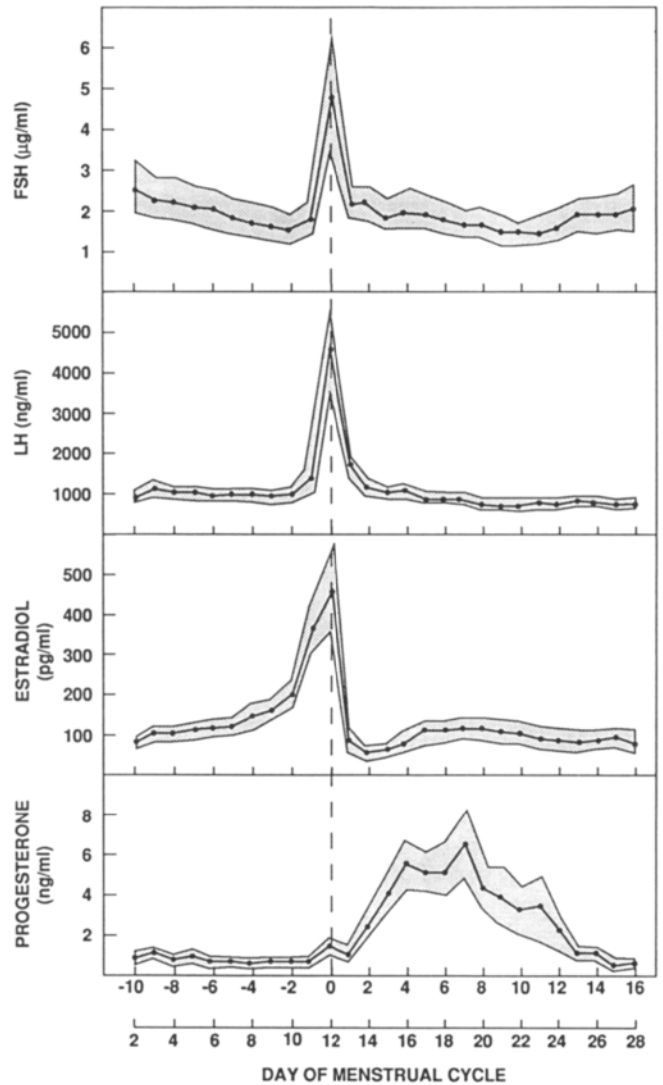 FSH (μg/ml)
6
5
4
3
2
1
LH (ng/ml)
5000
4000
3000
2000
1000
ESTRADIOL
(pg/ml)
500
400
300
200
100
PROGESTERONE
(ng/ml)
8
6
4
2
-10 -8 -6 -4 -2 0 2 4 6 8 10 12 14 16
2 4 6 8 10 12 14 16 18 20 22 24 26 28
DAY OF MENSTRUAL CYCLE